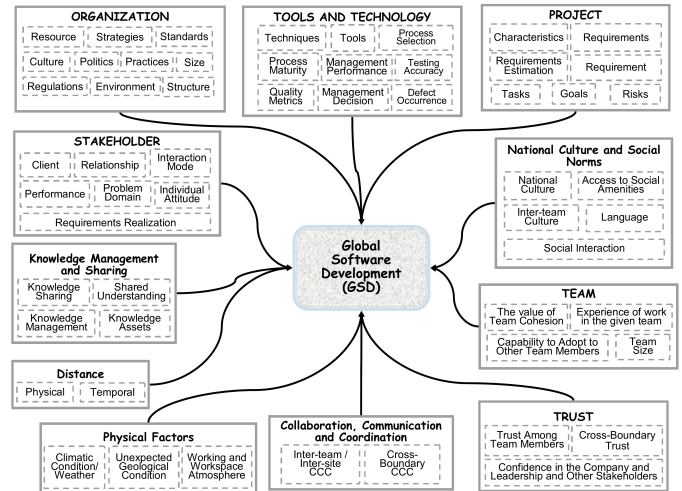 ORGANIZATION
Resource Strategies Standards
Culture Politics Practices Size
Regulations Environment Structure
TOOLS AND TECHNOLOGY
Techniques Tools Process
Selection
Process
Maturity
Management
Performance
Testing
Accuracy
Quality
Metrics
Management
Decision
Defect
Occurrence
PROJECT
Characteristics Requirements
Requirements
Estimation
Requirement
Tasks Goals Risks
STAKEHOLDER
Client Relationship Interaction
Mode
Performance Problem
Domain
Individual
Attitude
Requirements Realization
National Culture and Social
Norms
National
Culture
Access to Social
Amenities
Inter-team
Culture
Language
Social Interaction
Global
Software
Development
(GSD)
Knowledge Management
and Sharing
Knowledge
Sharing
Shared
Understanding
Knowledge
Management
Knowledge
Assets
TEAM
The value of
Team Cohesion
Experience of work
in the given team
Capability to Adopt to
Other Team Members
Team
Size
Distance
Physical Temporal
Physical Factors
Climatic
Condition/
Weather
Unexpected
Geological
Condition
Working and
Workspace
Atmosphere
Collaboration, Communication
and Coordination
Inter-team /
Inter-site
CCC
Cross-
Boundary
CCC
TRUST
Trust Among
Team Members
Cross-Boundary
Trust
Confidence in the Company and
Leadership and Other Stakeholders